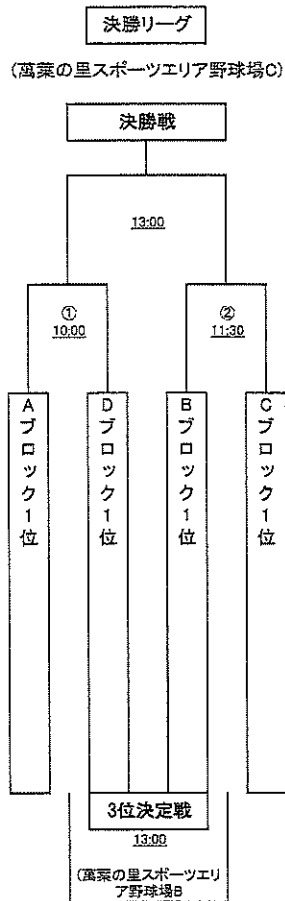 決勝リーグ
(萬葉の里スポーツエリア野球場C)
決勝戦
13:00
①
10:00
②
11:30
Aブロック1位
Dブロック1位
Bブロック1位
Cブロック1位
3位決定戦
13:00
(萬葉の里スポーツエリ
ア野球場B